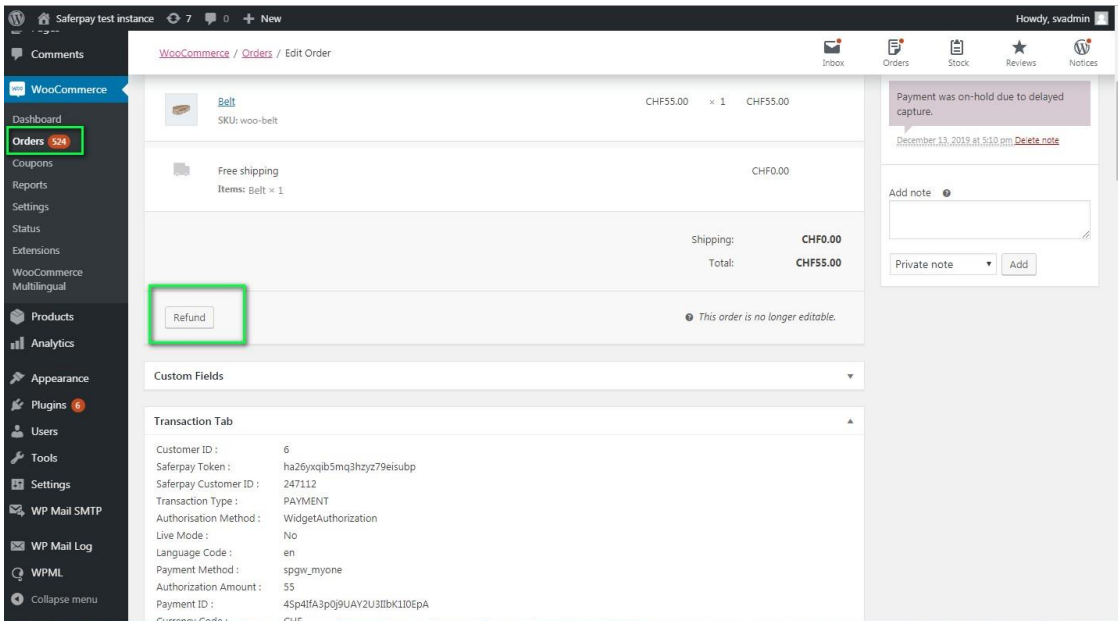 Saferpay test instance 7 0 + New
Howdy, svadmin
Comments
WooCommerce
Dashboard
Orders 524
Coupons
Reports
Settings
Status
Extensions
WooCommerce
Multilingual
Products
Analytics
Appearance
Plugins 6
Users
Tools
Settings
WP Mail SMTP
WP Mail Log
WPML
Collapse menu
WooCommerce / Orders / Edit Order
Inbox
Orders
Stock
Reviews
Notices
Belt CHF55.00 × 1 CHF55.00
SKU: woo-belt
Free shipping CHF0.00
Items: Belt × 1
Shipping: CHF0.00
Total: CHF55.00
Refund
This order is no longer editable.
Custom Fields
Transaction Tab
Customer ID : 6
Saferpay Token : ha26yxqib5mq3hzyz79eisubp
Saferpay Customer ID : 247112
Transaction Type : PAYMENT
Authorisation Method : WidgetAuthorization
Live Mode : No
Language Code : en
Payment Method : spgw_myone
Authorization Amount : 55
Payment ID : 4Sp4IfA3p0j9UAY2U3IIbK1I0EpA
Currency Code : CHF
Payment was on-hold due to delayed
capture.
December 13, 2019 at 5:10 pm Delete note
Add note
Private note Add